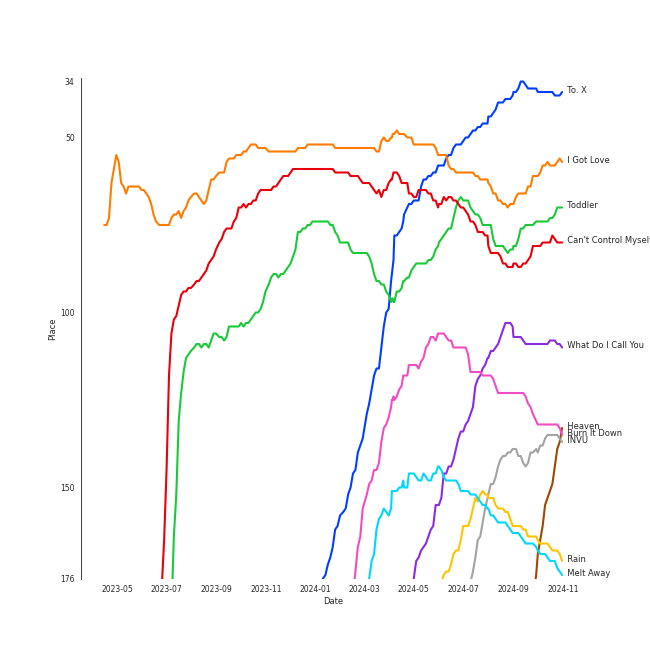 34
50
100
150
176
Place
2023-05
2023-07
2023-09
2023-11
2024-01
2024-03
2024-05
2024-07
2024-09
2024-11
Date
To. X
I Got Love
Toddler
Can't Control Mysel
What Do I Call You
Heaven
Burn It Down
INVU
Rain
Melt Away